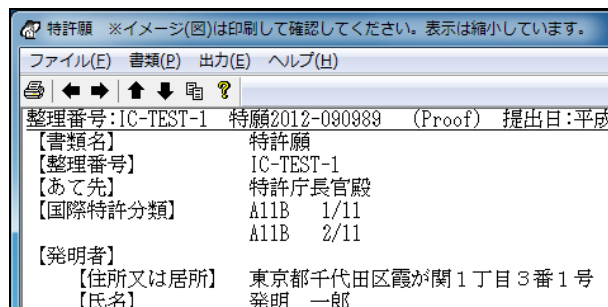 特許願　※イメージ(図)は印刷して確認してください。表示は縮小しています。
ファイル(F)　書類(P)　出力(E)　ヘルプ(H)
整理番号:IC-TEST-1　特願2012-090989　(Proof)　提出日:平成
【書類名】　特許願
【整理番号】　IC-TEST-1
【あて先】　特許庁長官殿
【国際特許分類】　A11B　1/11
A11B　2/11
【発明者】
【住所又は居所】　東京都千代田区霞が関1丁目3番1号
【氏名】　発明　一郎